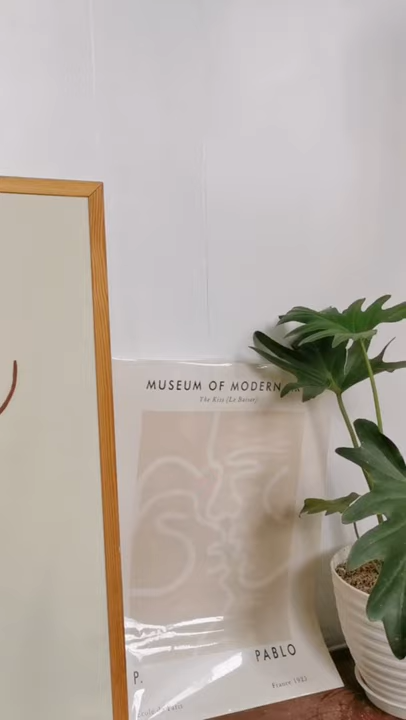 MUSEUM OF MODERN
The Kiss (Le Baiser)
PABLO
P.
France 1925